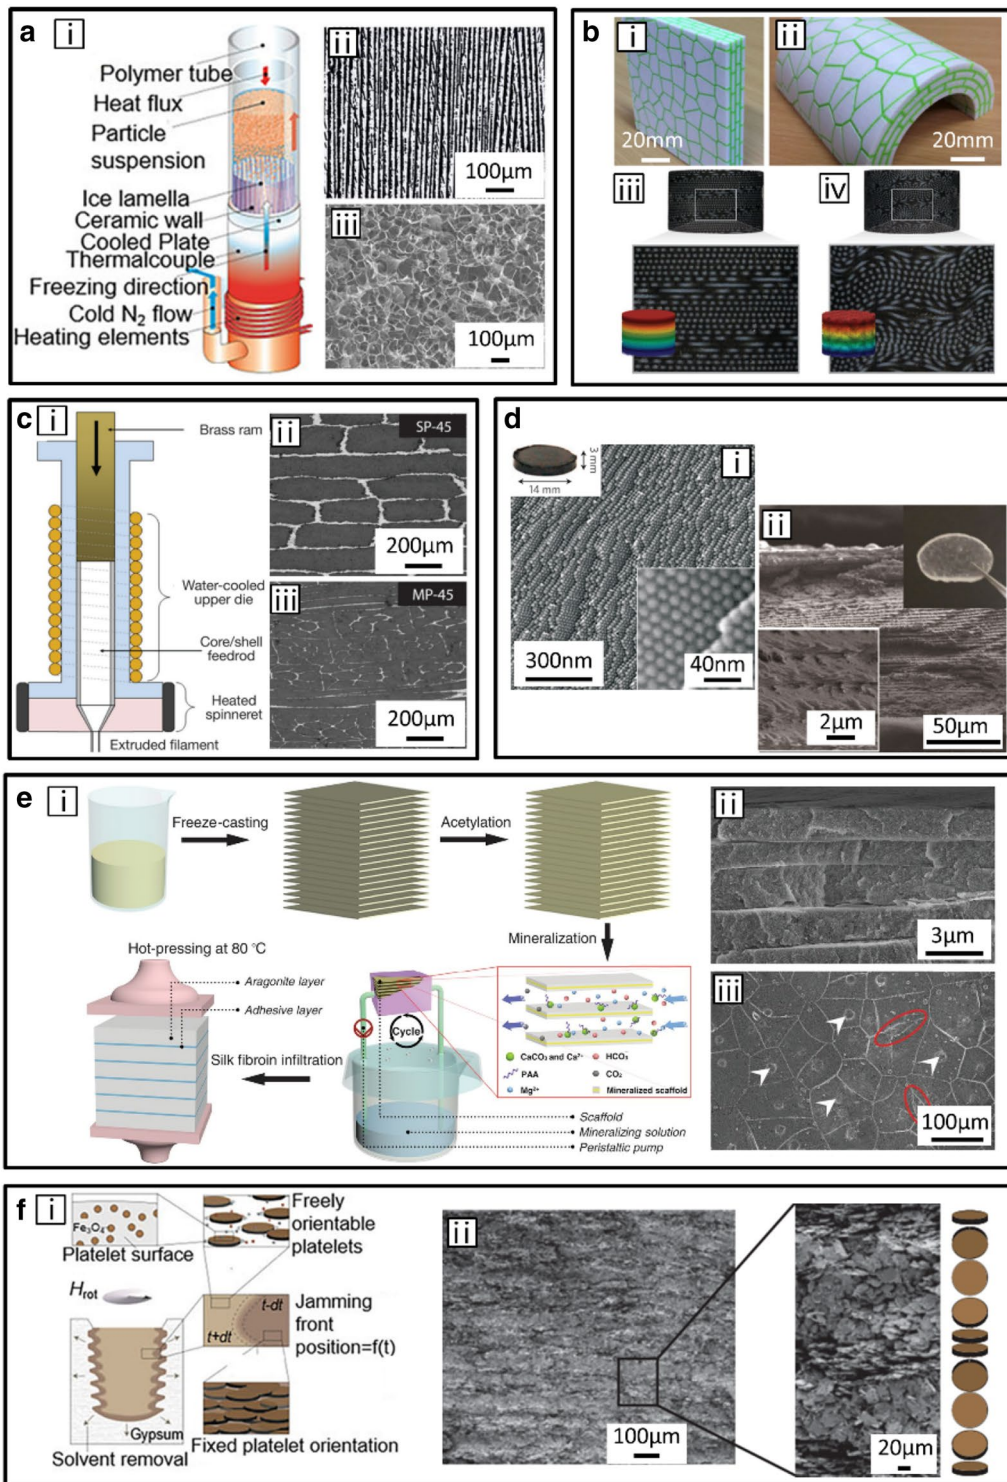 a
i
Polymer tube
Heat flux
Particle
suspension
Ice lamella
Ceramic wall
Cooled Plate
Thermalcouple
Freezing direction
Cold N₂ flow
Heating elements
ii
100μm
iii
100μm
b
i
20mm
ii
20mm
iii
iv
c
i
Brass ram
Water-cooled
upper die
Core/shell
feedrod
Heated
spinneret
Extruded filament
ii
SP-45
200μm
iii
MP-45
200μm
d
i
3 mm
14 mm
300nm
40nm
ii
2μm
50μm
e
i
Freeze-casting
Acetylation
Mineralization
Hot-pressing at 80 °C
Aragonite layer
Adhesive layer
Silk fibroin infiltration
Cycle
CaCO₃ and Ca²⁺
HCO₃⁻
PAA
CO₂
Mg²⁺
Mineralized scaffold
Scaffold
Mineralizing solution
Peristaltic pump
ii
3μm
iii
100μm
f
i
Fe₃O₄
Platelet surface
Freely
orientable
platelets
H_rot
t-dt
t+dt
Jamming
front
position=f(t)
Gypsum
Solvent removal
Fixed platelet orientation
ii
100μm
20μm